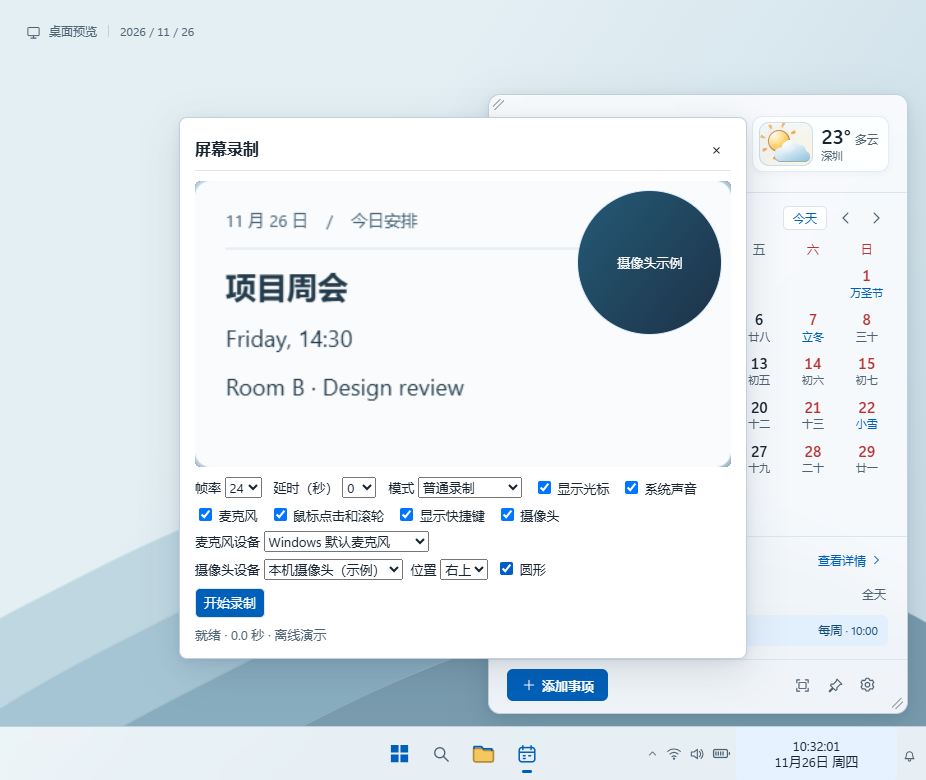 桌面预览 2026 / 11 / 26
屏幕录制 ×
11 月 26 日 / 今日安排
项目周会
Friday, 14:30
Room B · Design review
摄像头示例
帧率 24 延时（秒） 0 模式 普通录制 显示光标 系统声音
麦克风 鼠标点击和滚轮 显示快捷键 摄像头
麦克风设备 Windows 默认麦克风
摄像头设备 本机摄像头（示例） 位置 右上 圆形
开始录制
就绪 · 0.0 秒 · 离线演示
23° 多云
深圳
今天
五 六 日
1
万圣节
6 7 8
廿八 立冬 三十
13 14 15
初五 初六 初七
20 21 22
十二 十三 小雪
27 28 29
十九 二十 廿一
查看详情
全天
每周 · 10:00
添加事项
10:32:01
11月26日 周四